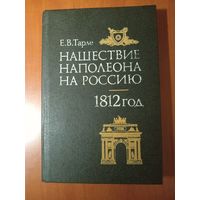 Е.В.Тарле
НАШЕСТВИЕ
НАПОЛЕОНА
НА РОССИЮ
1812 ГОД